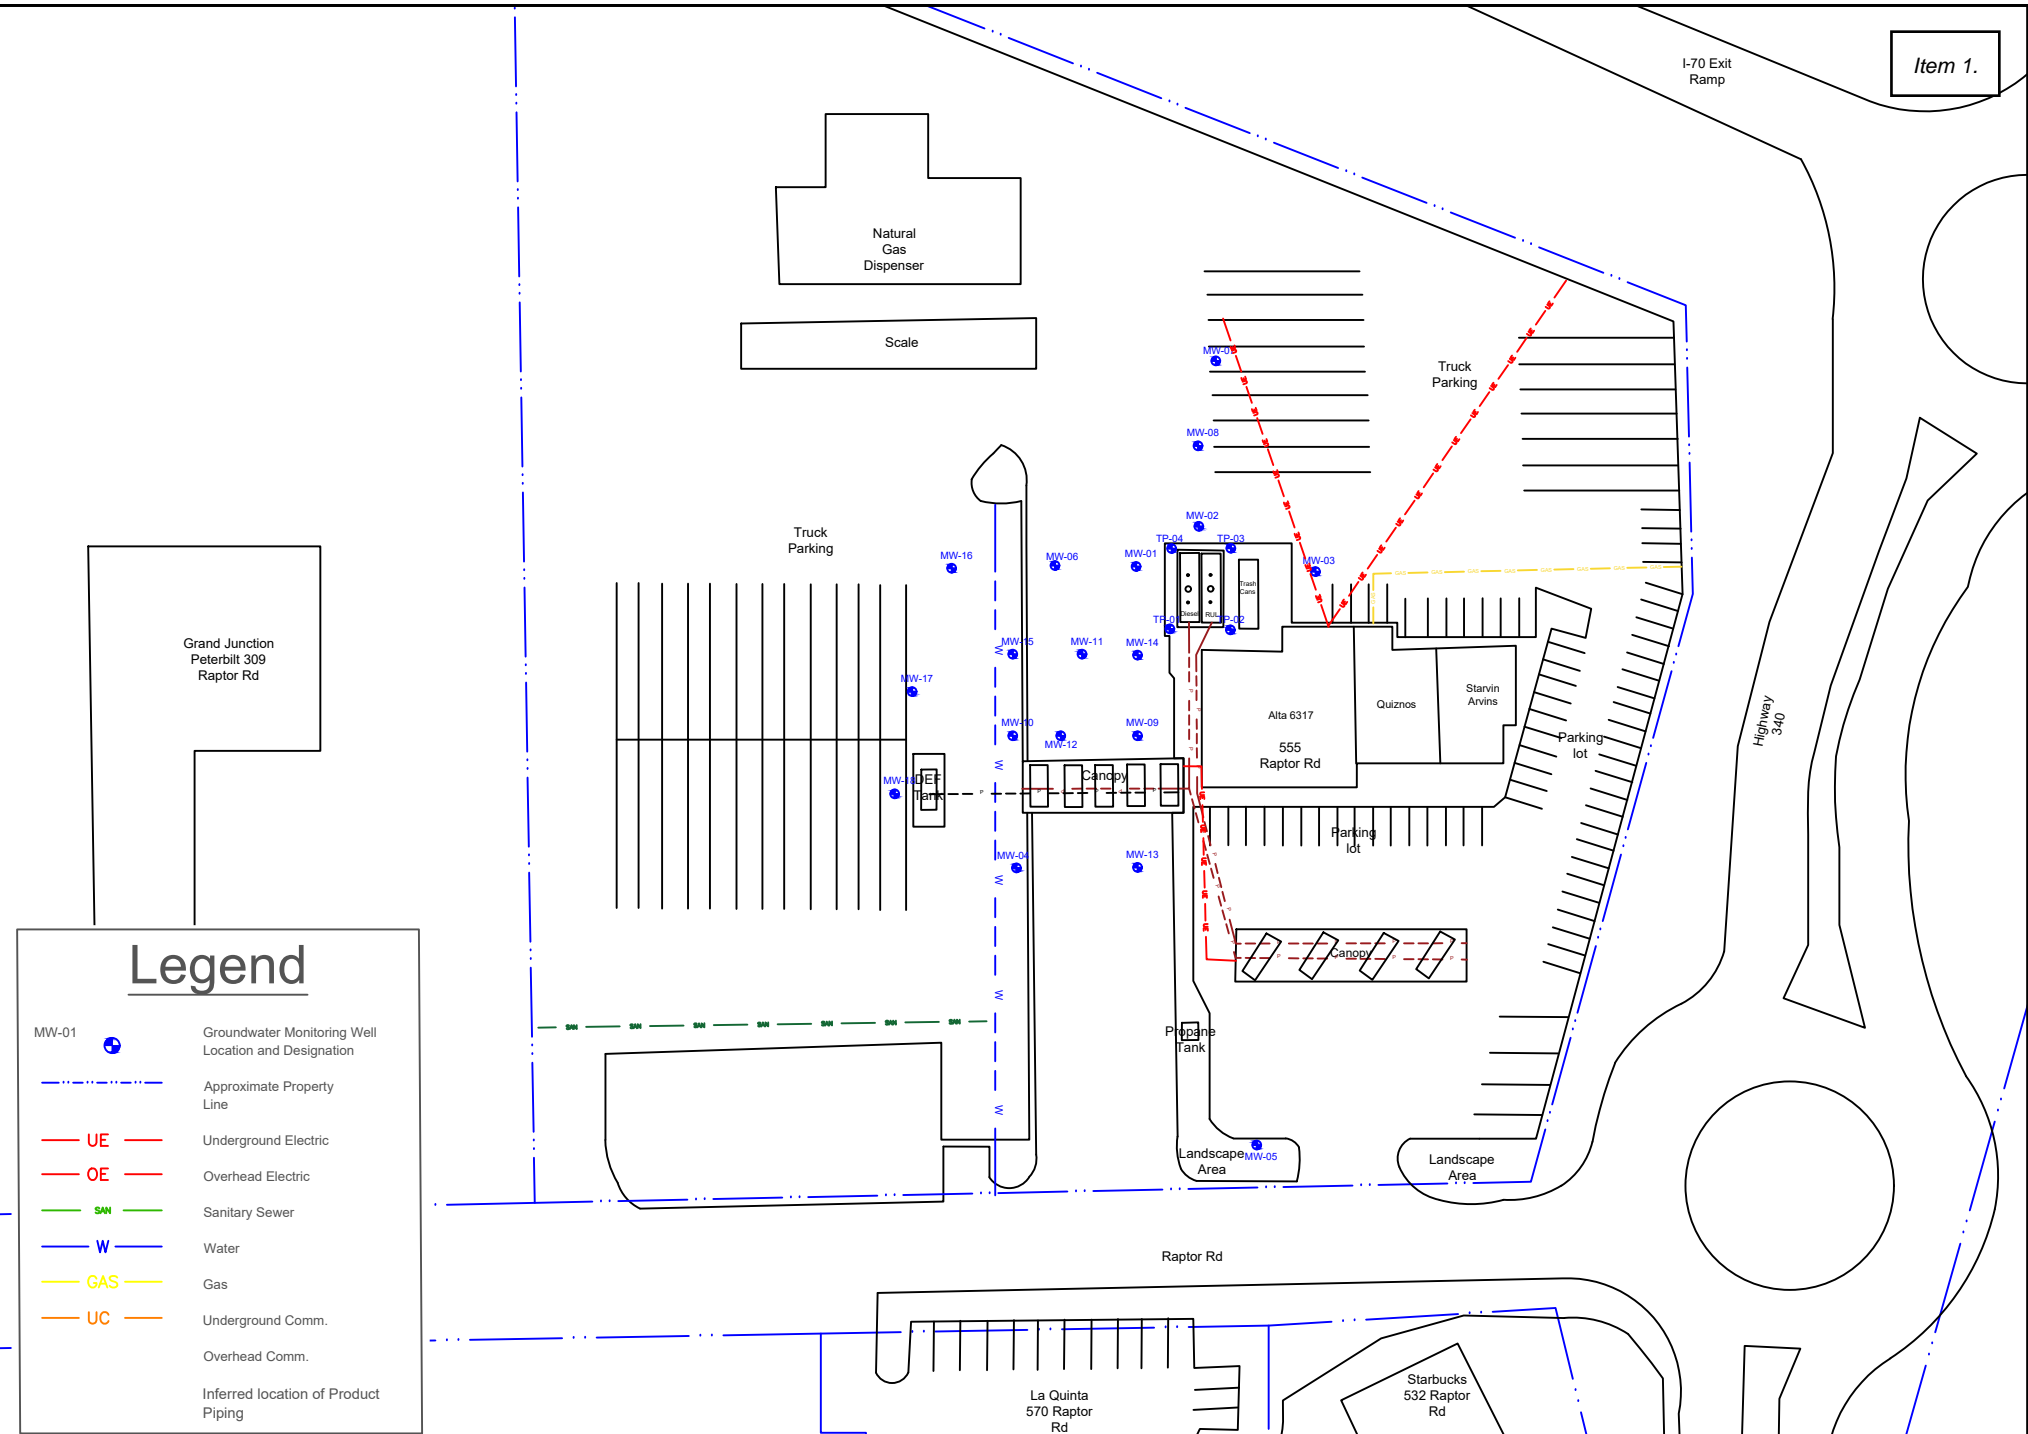 Item 1.
I-70 Exit
Ramp
Natural
Gas
Dispenser
Scale
MW-07
Truck
Parking
MW-08
MW-02
Truck
Parking
TP-04
TP-03
MW-16
MW-06
MW-01
MW-03
Trash
Cans
Diesel
RUL
TP-01
TP-02
Grand Junction
Peterbilt 309
Raptor Rd
MW-15
MW-11
MW-14
MW-17
Starvin
Arvins
Quiznos
Alta 6317
555
Raptor Rd
Highway
340
Parking
lot
MW-10
MW-12
MW-09
MW-18
DEF
Tank
Canopy
Parking
lot
MW-04
MW-13
Canopy
Propane
Tank
Landscape
Area
MW-05
Landscape
Area
Raptor Rd
La Quinta
570 Raptor
Rd
Starbucks
532 Raptor
Rd
UE
GAS
SAN
W
P
Legend
MW-01
Groundwater Monitoring Well
Location and Designation
Approximate Property
Line
UE Underground Electric
OE Overhead Electric
SAN Sanitary Sewer
W Water
GAS Gas
UC Underground Comm.
Overhead Comm.
Inferred location of Product
Piping